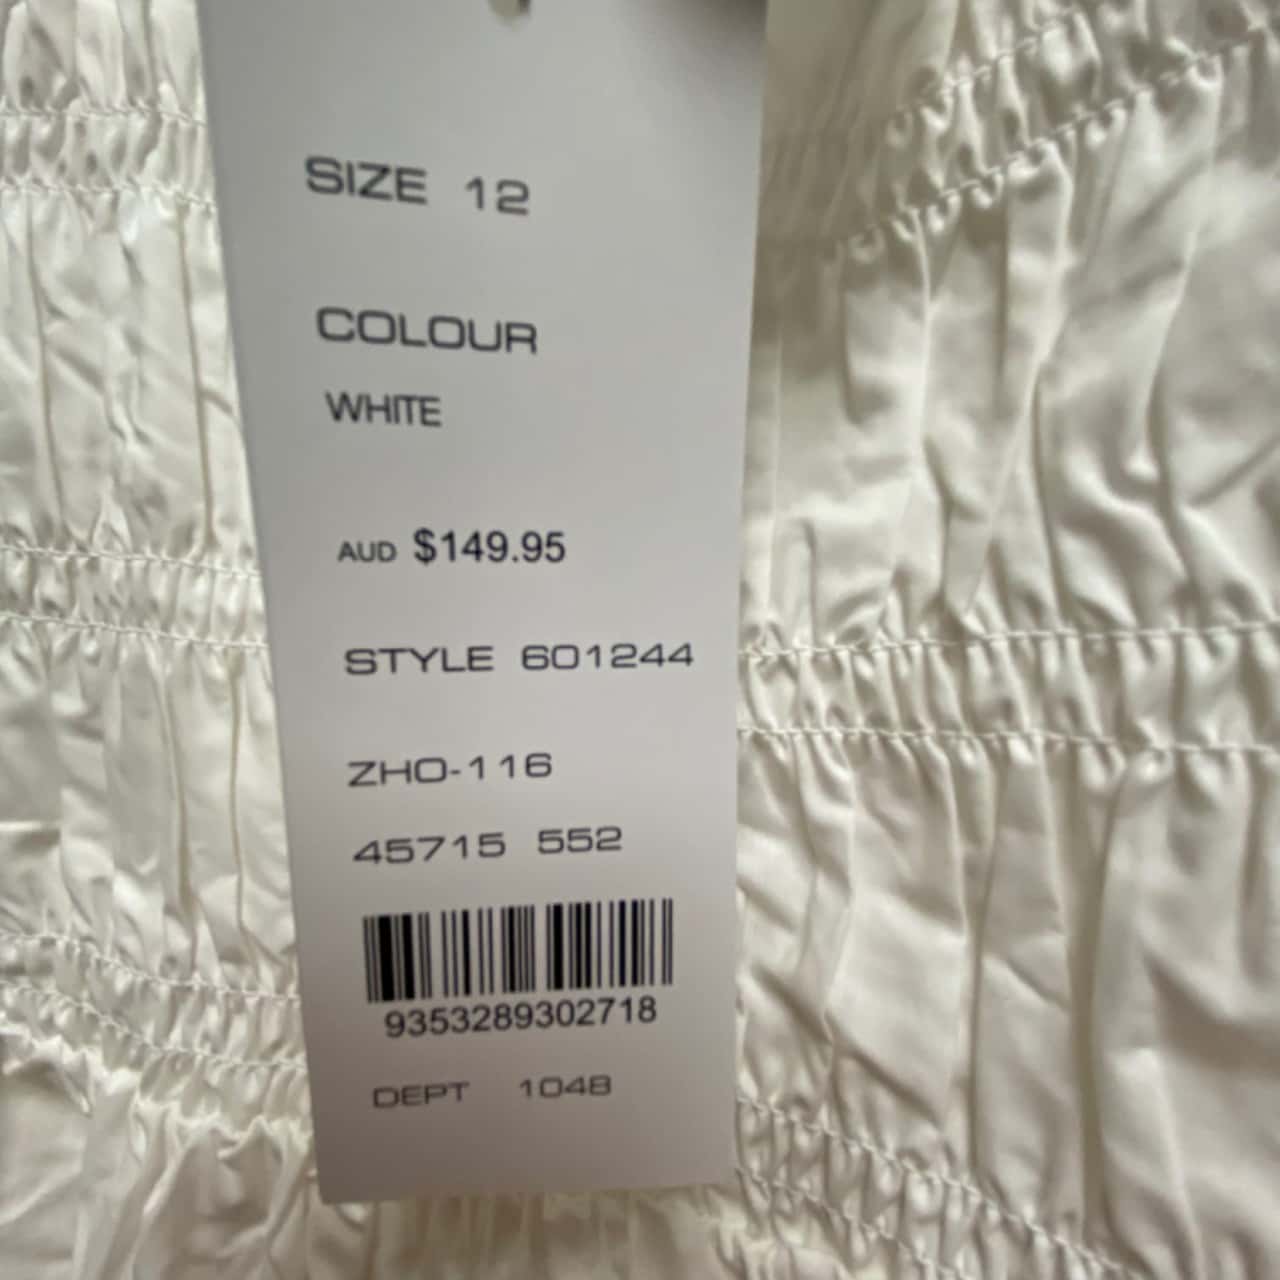 SIZE 12
COLOUR
WHITE
AUD $149.95
STYLE 601244
ZHO-116
45715 552
9353289302718
DEPT 1048